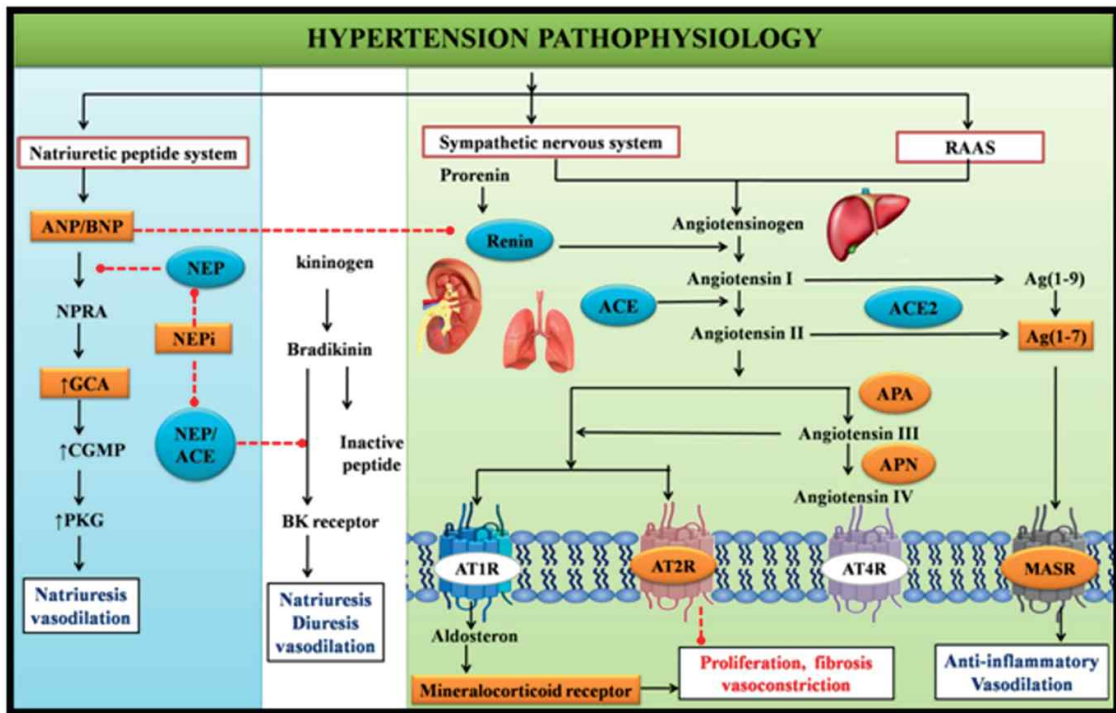 HYPERTENSION PATHOPHYSIOLOGY
Natriuretic peptide system
ANP/BNP
NEP
NPRA
NEPi
↑GCA
↑CGMP
NEP/
ACE
↑PKG
Natriuresis
vasodilation
kininogen
Bradikinin
Inactive
peptide
BK receptor
Natriuresis
Diuresis
vasodilation
Sympathetic nervous system
RAAS
Prorenin
Renin
Angiotensinogen
Angiotensin I
Ag(1-9)
ACE
ACE2
Angiotensin II
Ag(1-7)
APA
Angiotensin III
APN
Angiotensin IV
AT1R
AT2R
AT4R
MASR
Aldosteron
Mineralocorticoid receptor
Proliferation, fibrosis
vasoconstriction
Anti-inflammatory
Vasodilation